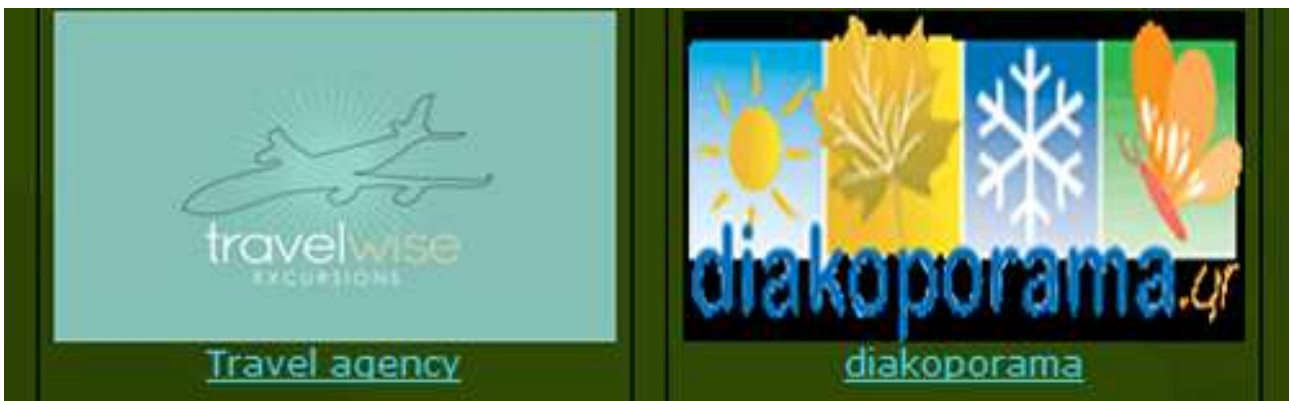 travelwise
EXCURSIONS
Travel agency
diakoporama.gr
diakoporama